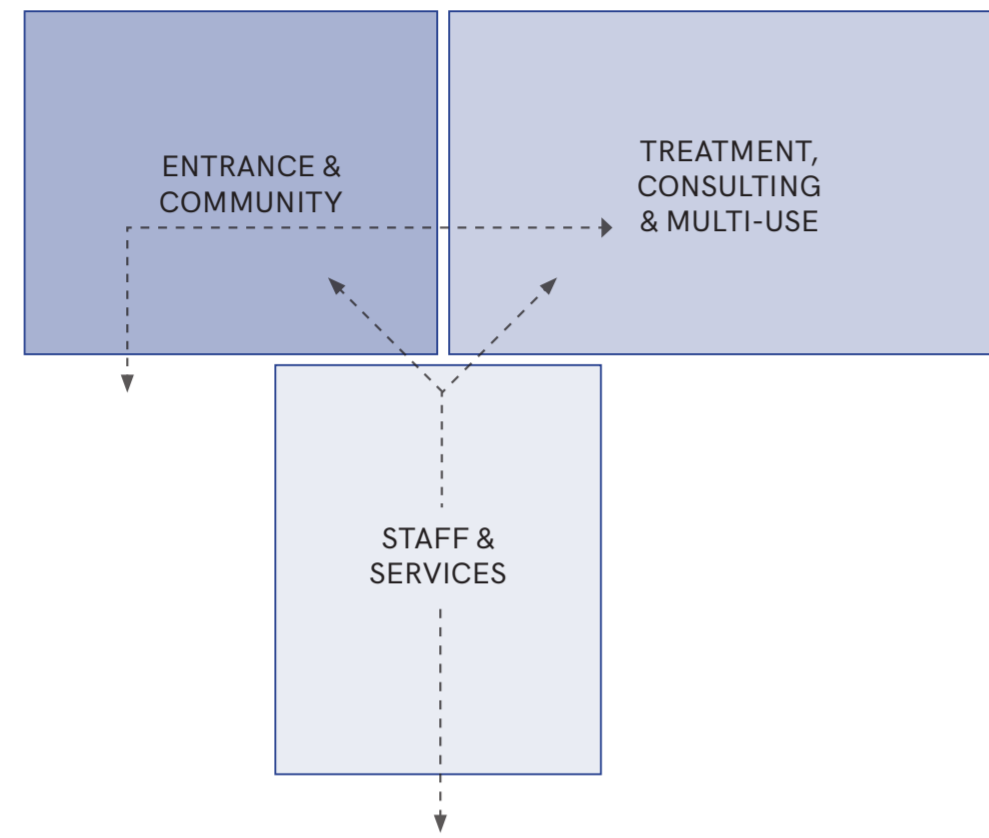 ENTRANCE &
COMMUNITY
TREATMENT,
CONSULTING
& MULTI-USE
STAFF &
SERVICES